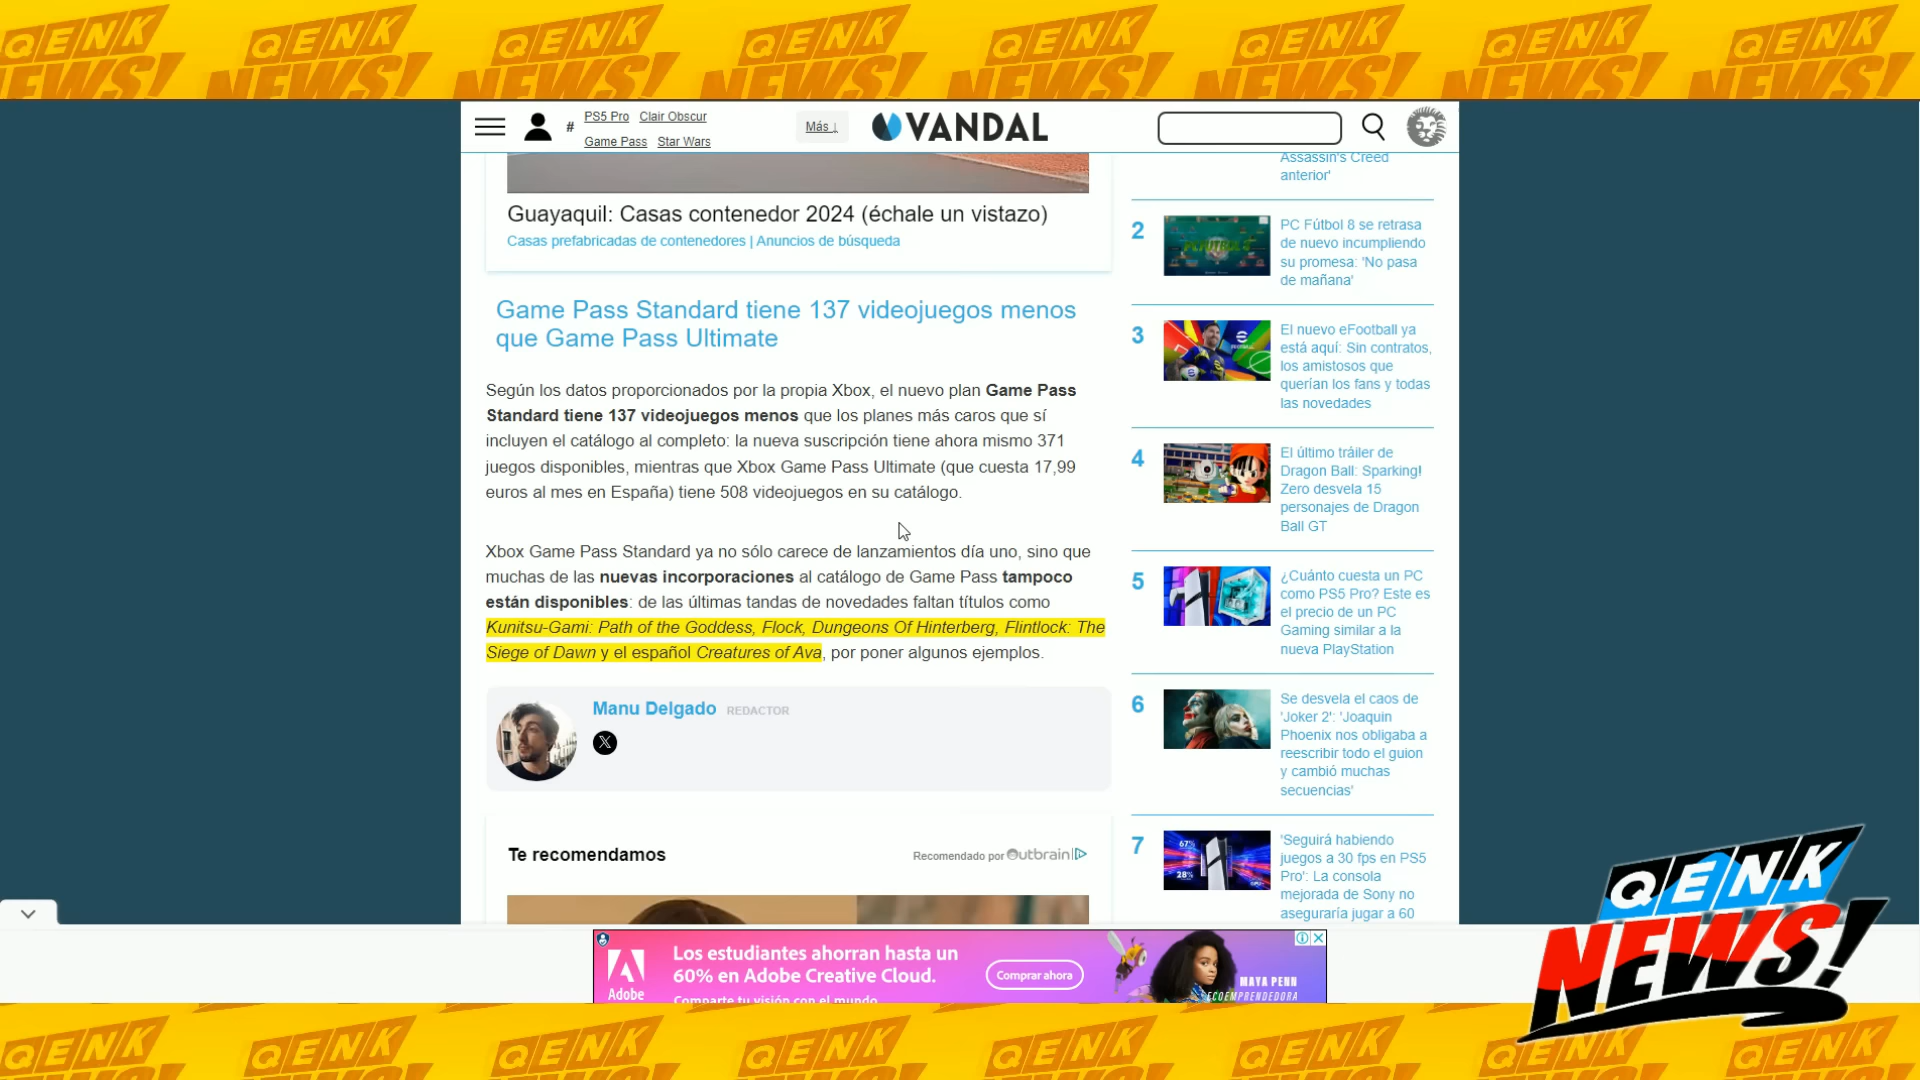 QENK NEWS!
PS5 Pro Clair Obscur
#
Game Pass Star Wars
Más ↓
VANDAL
Guayaquil: Casas contenedor 2024 (échale un vistazo)
Casas prefabricadas de contenedores | Anuncios de búsqueda
Game Pass Standard tiene 137 videojuegos menos
que Game Pass Ultimate
Según los datos proporcionados por la propia Xbox, el nuevo plan Game Pass
Standard tiene 137 videojuegos menos que los planes más caros que sí
incluyen el catálogo al completo: la nueva suscripción tiene ahora mismo 371
juegos disponibles, mientras que Xbox Game Pass Ultimate (que cuesta 17,99
euros al mes en España) tiene 508 videojuegos en su catálogo.
Xbox Game Pass Standard ya no sólo carece de lanzamientos día uno, sino que
muchas de las nuevas incorporaciones al catálogo de Game Pass tampoco
están disponibles: de las últimas tandas de novedades faltan títulos como
Kunitsu-Gami: Path of the Goddess, Flock, Dungeons Of Hinterberg, Flintlock: The
Siege of Dawn y el español Creatures of Ava, por poner algunos ejemplos.
Manu Delgado REDACTOR
Te recomendamos
Recomendado por Outbrain
Assassin's Creed
anterior'
2
PC Fútbol 8 se retrasa
de nuevo incumpliendo
su promesa: 'No pasa
de mañana'
3
El nuevo eFootball ya
está aquí: Sin contratos,
los amistosos que
querían los fans y todas
las novedades
4
El último tráiler de
Dragon Ball: Sparking!
Zero desvela 15
personajes de Dragon
Ball GT
5
¿Cuánto cuesta un PC
como PS5 Pro? Este es
el precio de un PC
Gaming similar a la
nueva PlayStation
6
Se desvela el caos de
'Joker 2': 'Joaquin
Phoenix nos obligaba a
reescribir todo el guion
y cambió muchas
secuencias'
7
67%
28%
'Seguirá habiendo
juegos a 30 fps en PS5
Pro': La consola
mejorada de Sony no
aseguraría jugar a 60
Adobe
Los estudiantes ahorran hasta un
60% en Adobe Creative Cloud.
Comparte tu visión con el mundo
Comprar ahora
MAYA PENN
ECOEMPRENDEDORA
QENK
NEWS!